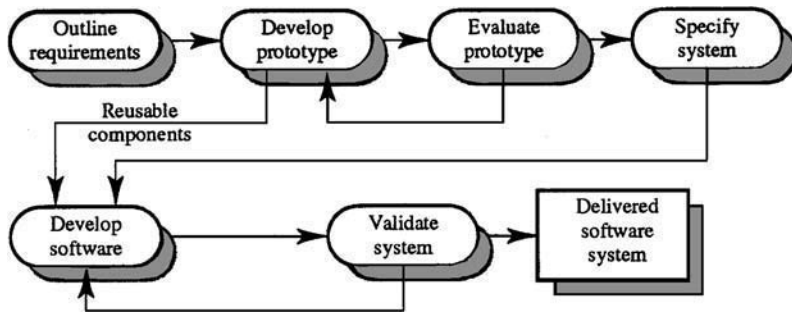 Outline
requirements
Develop
prototype
Evaluate
prototype
Specify
system
Reusable
components
Develop
software
Validate
system
Delivered
software
system